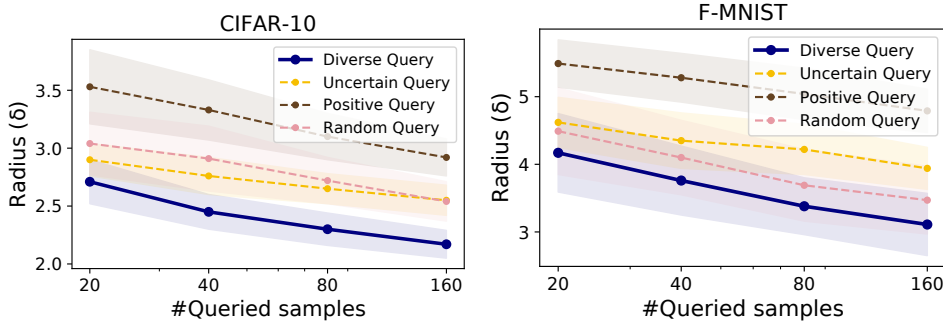 CIFAR-10
Radius (δ)
3.5
3.0
2.5
2.0
Diverse Query
Uncertain Query
Positive Query
Random Query
20
40
80
160
#Queried samples
F-MNIST
Radius (δ)
5
4
3
Diverse Query
Uncertain Query
Positive Query
Random Query
20
40
80
160
#Queried samples